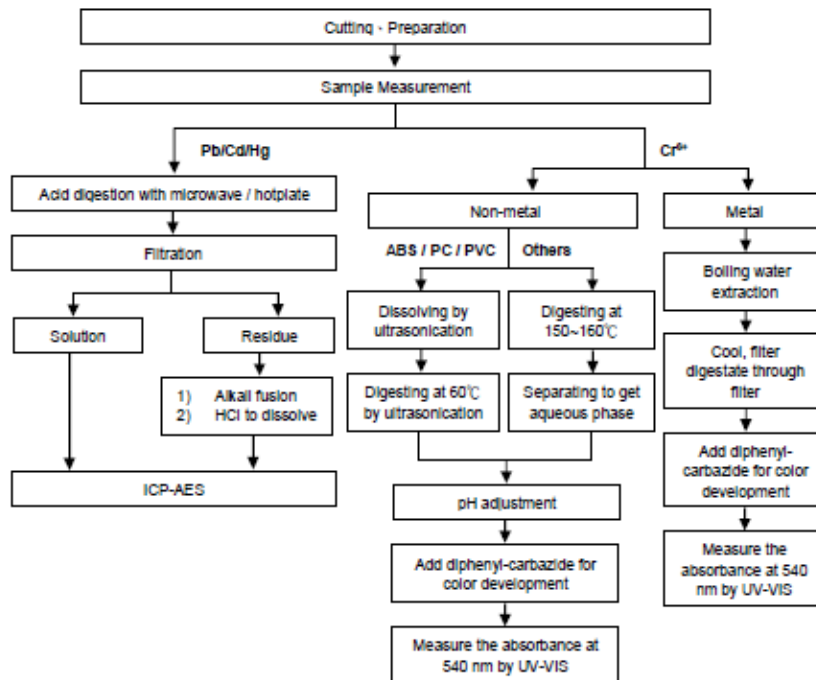 Cutting、Preparation
Sample Measurement
Pb/Cd/Hg
Cr⁶⁺
Acid digestion with microwave / hotplate
Non-metal
Metal
Filtration
ABS / PC / PVC
Others
Boiling water
extraction
Solution
Residue
Dissolving by
ultrasonication
Digesting at
150~160℃
Cool, filter
digestate through
filter
1) Alkali fusion
2) HCl to dissolve
Digesting at 60℃
by ultrasonication
Separating to get
aqueous phase
Add diphenyl-
carbazide for color
development
ICP-AES
pH adjustment
Measure the
absorbance at 540
nm by UV-VIS
Add diphenyl-carbazide for
color development
Measure the absorbance at
540 nm by UV-VIS